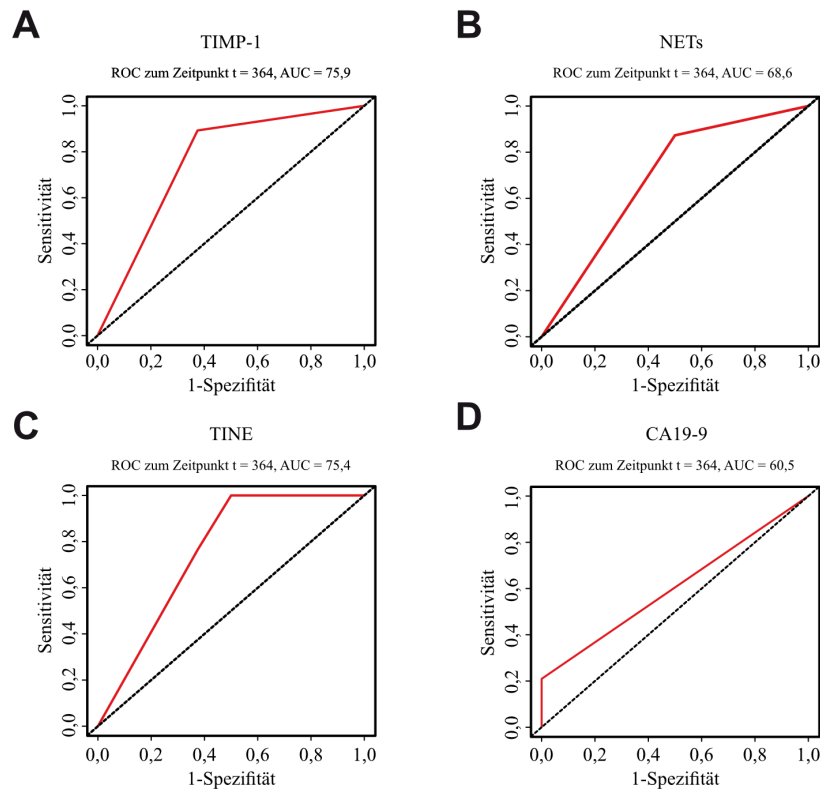 A
TIMP-1
ROC zum Zeitpunkt t = 364, AUC = 75,9
Sensitivität
1,0
0,8
0,6
0,4
0,2
0,0
0,0 0,2 0,4 0,6 0,8 1,0
1-Spezifität
B
NETs
ROC zum Zeitpunkt t = 364, AUC = 68,6
Sensitivität
1,0
0,8
0,6
0,4
0,2
0,0
0,0 0,2 0,4 0,6 0,8 1,0
1-Spezifität
C
TINE
ROC zum Zeitpunkt t = 364, AUC = 75,4
Sensitivität
1,0
0,8
0,6
0,4
0,2
0,0
0,0 0,2 0,4 0,6 0,8 1,0
1-Spezifität
D
CA19-9
ROC zum Zeitpunkt t = 364, AUC = 60,5
Sensitivität
1,0
0,8
0,6
0,4
0,2
0,0
0,0 0,2 0,4 0,6 0,8 1,0
1-Spezifität